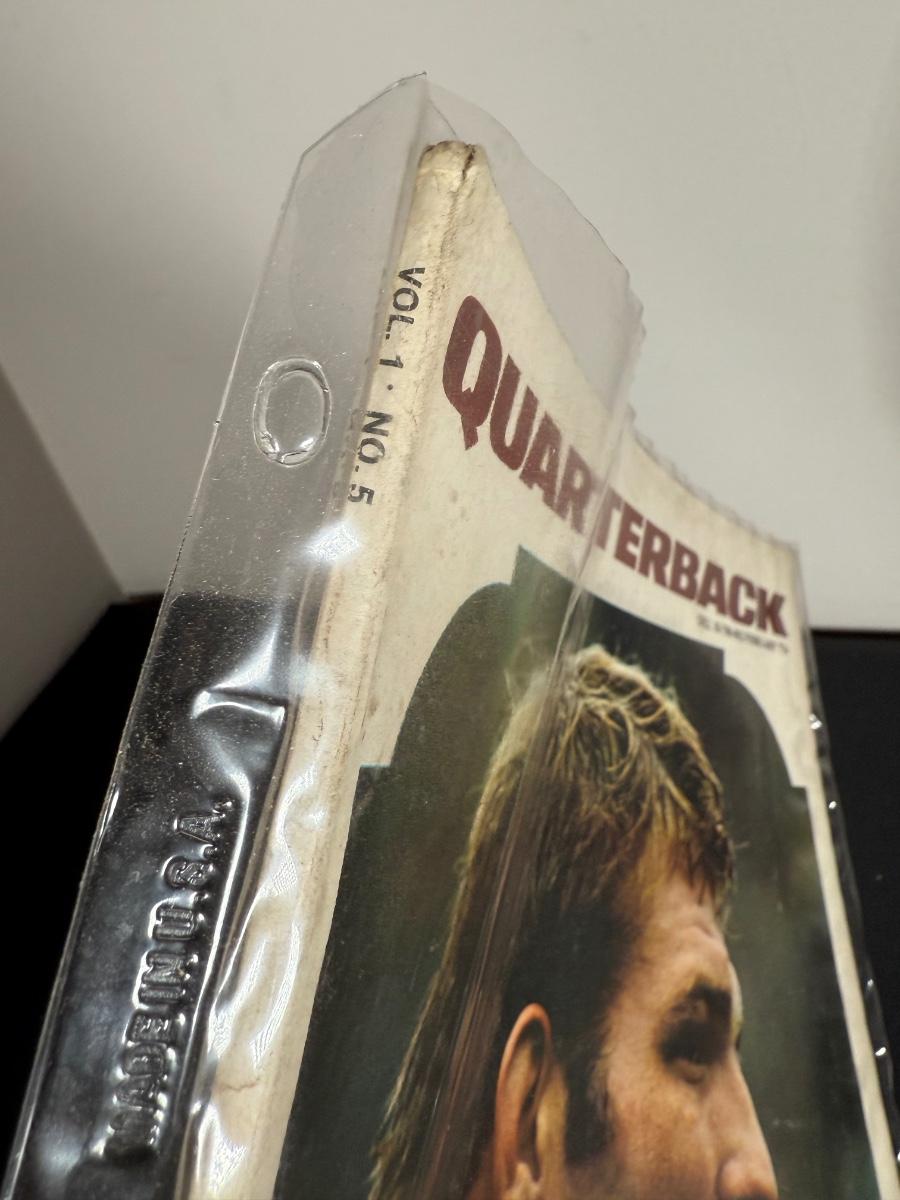 VOL. 1 · NO. 5
QUARTERBACK
MADE IN U.S.A.